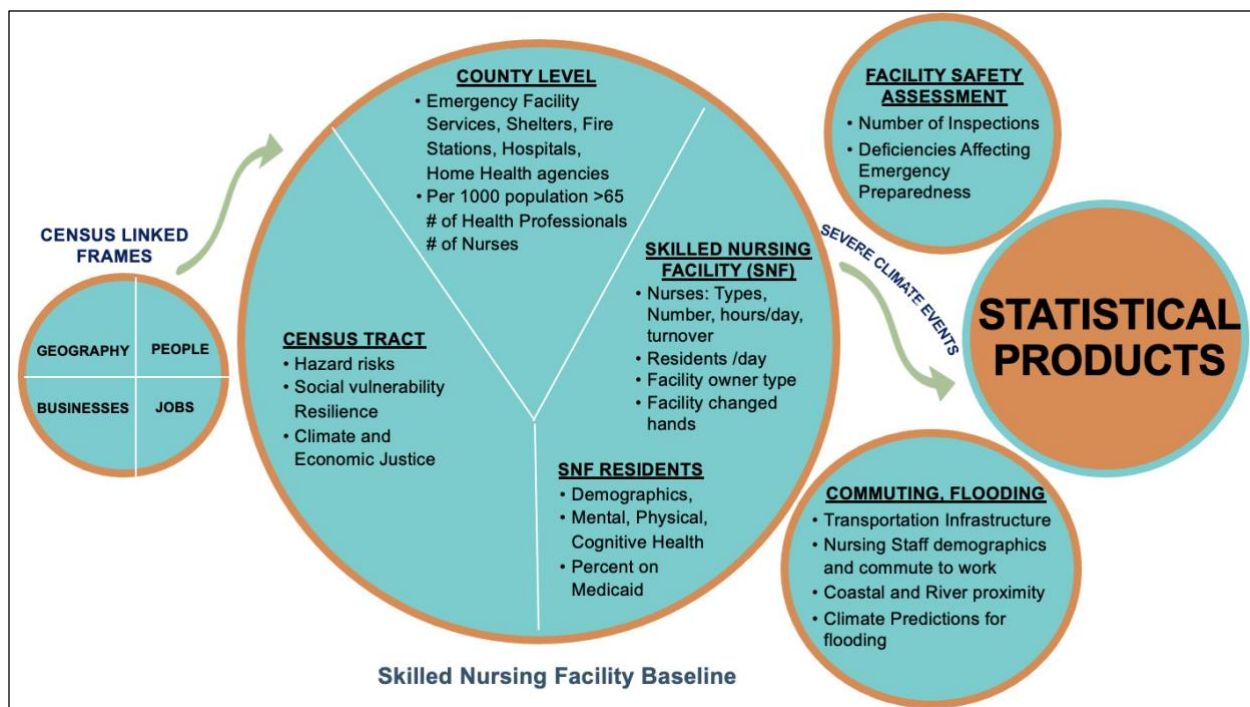 CENSUS LINKED
FRAMES
GEOGRAPHY
PEOPLE
BUSINESSES
JOBS
COUNTY LEVEL
• Emergency Facility
Services, Shelters, Fire
Stations, Hospitals,
Home Health agencies
• Per 1000 population >65
# of Health Professionals
# of Nurses
CENSUS TRACT
• Hazard risks
• Social vulnerability
Resilience
• Climate and
Economic Justice
SKILLED NURSING
FACILITY (SNF)
• Nurses: Types,
Number, hours/day,
turnover
• Residents /day
• Facility owner type
• Facility changed
hands
SNF RESIDENTS
• Demographics,
• Mental, Physical,
Cognitive Health
• Percent on
Medicaid
Skilled Nursing Facility Baseline
SEVERE CLIMATE EVENTS
FACILITY SAFETY
ASSESSMENT
• Number of Inspections
• Deficiencies Affecting
Emergency
Preparedness
COMMUTING, FLOODING
• Transportation Infrastructure
• Nursing Staff demographics
and commute to work
• Coastal and River proximity
• Climate Predictions for
flooding
STATISTICAL
PRODUCTS